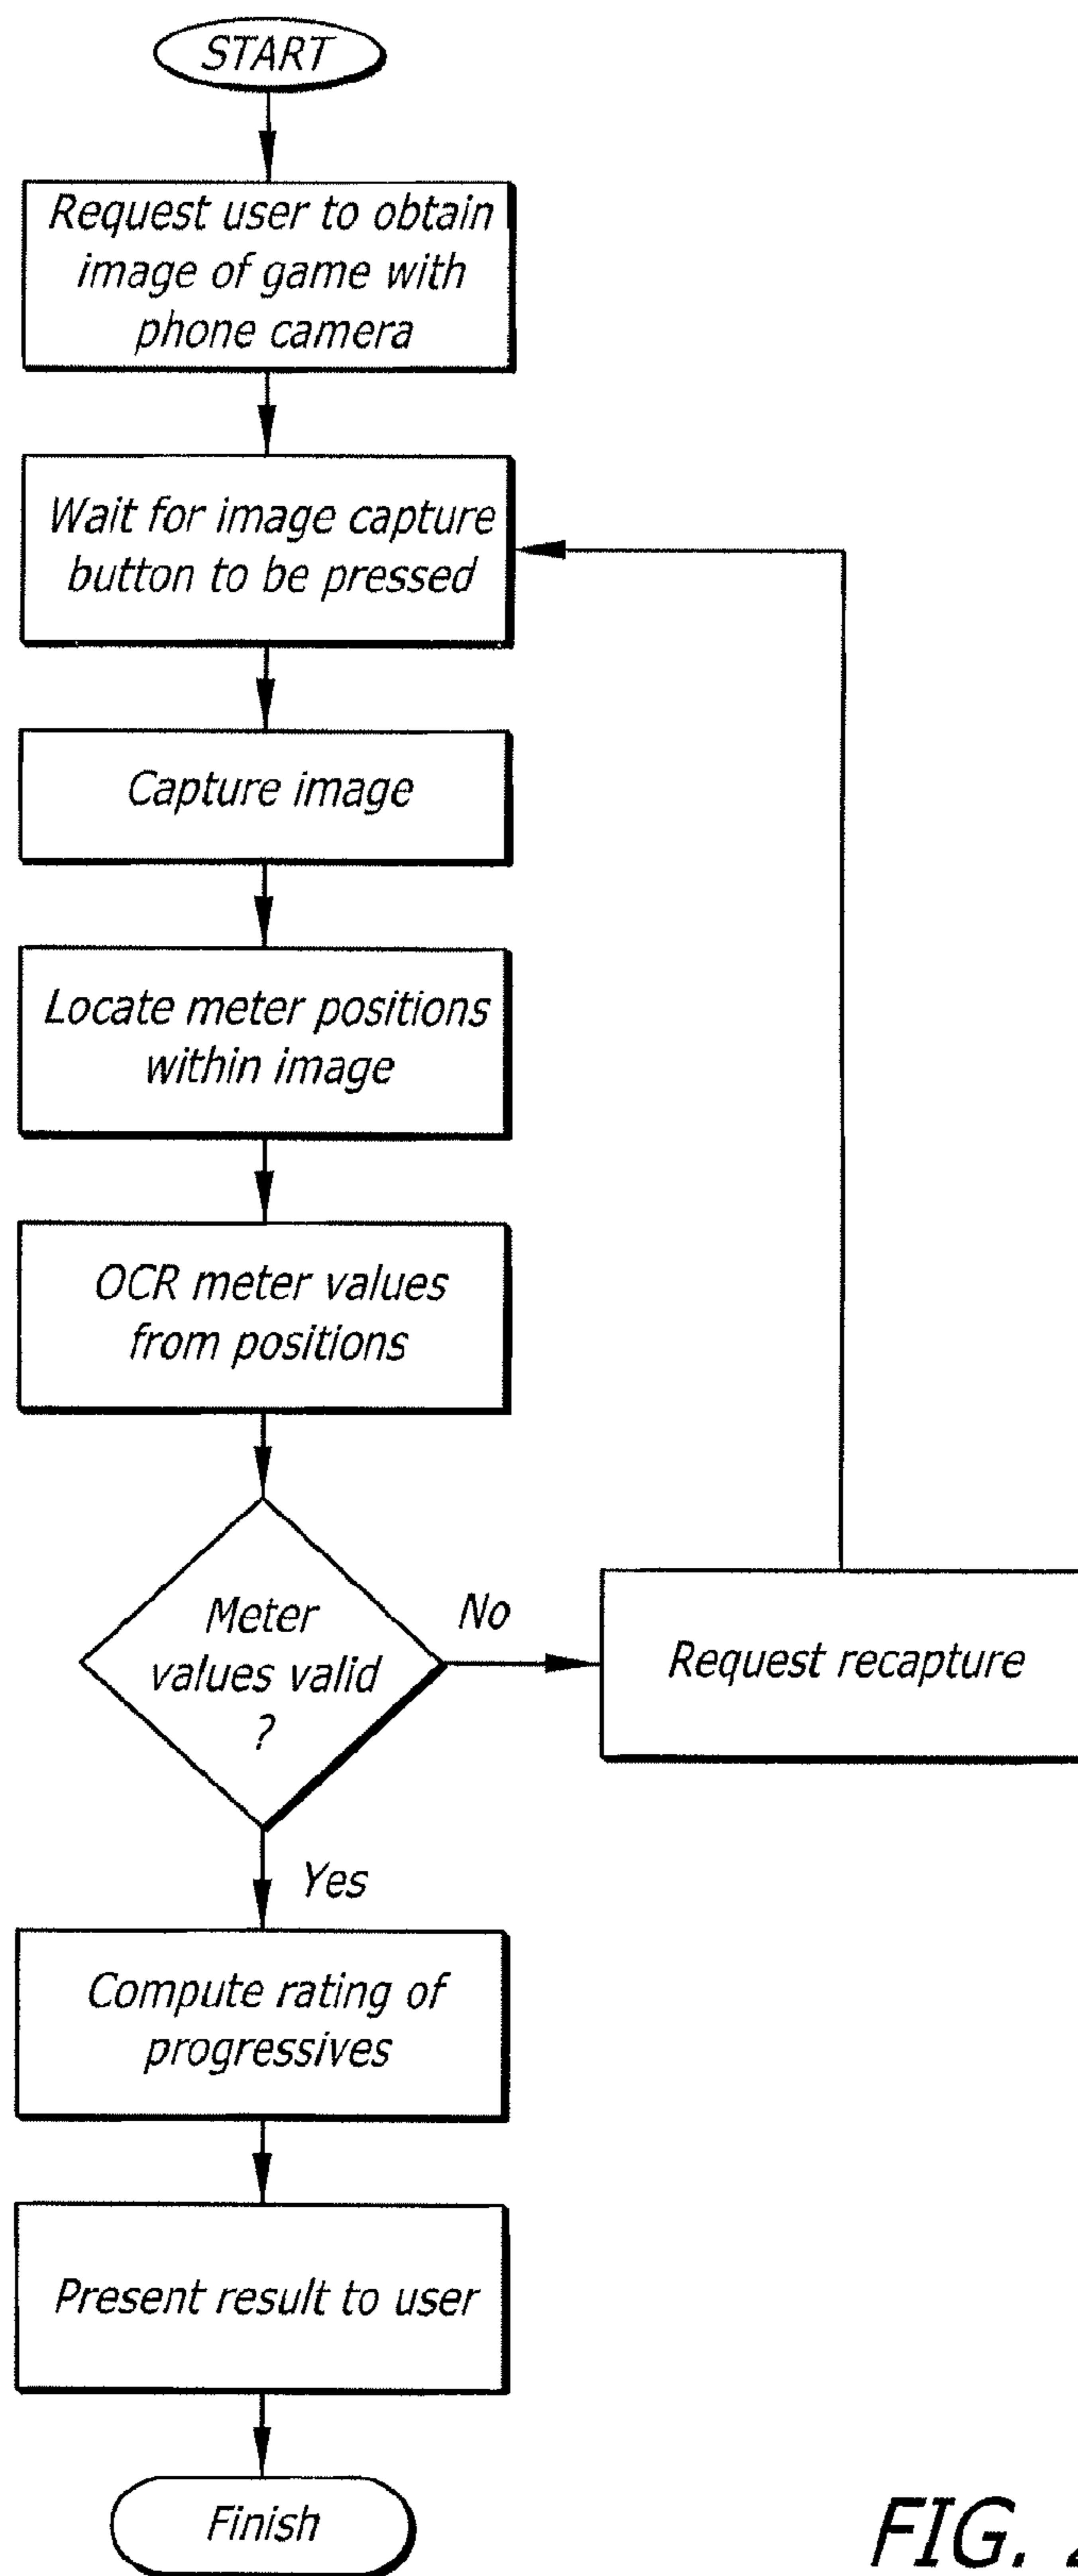 START
Request user to obtain
image of game with
phone camera
Wait for image capture
button to be pressed
Capture image
Locate meter positions
within image
OCR meter values
from positions
Meter
values valid
?
No
Request recapture
Yes
Compute rating of
progressives
Present result to user
Finish
FIG.